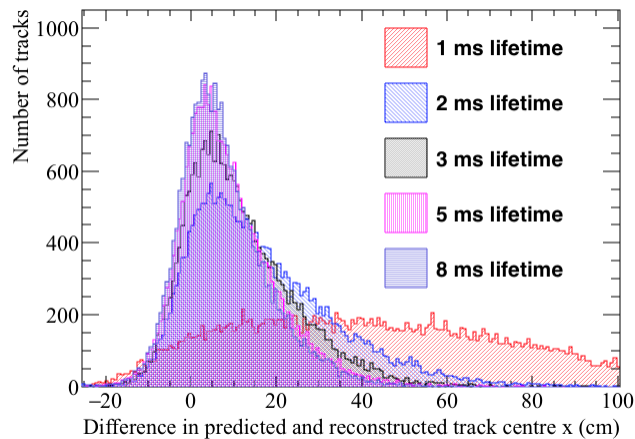 Number of tracks
1000
800
600
400
200
0
1 ms lifetime
2 ms lifetime
3 ms lifetime
5 ms lifetime
8 ms lifetime
−20 0 20 40 60 80 100
Difference in predicted and reconstructed track centre x (cm)